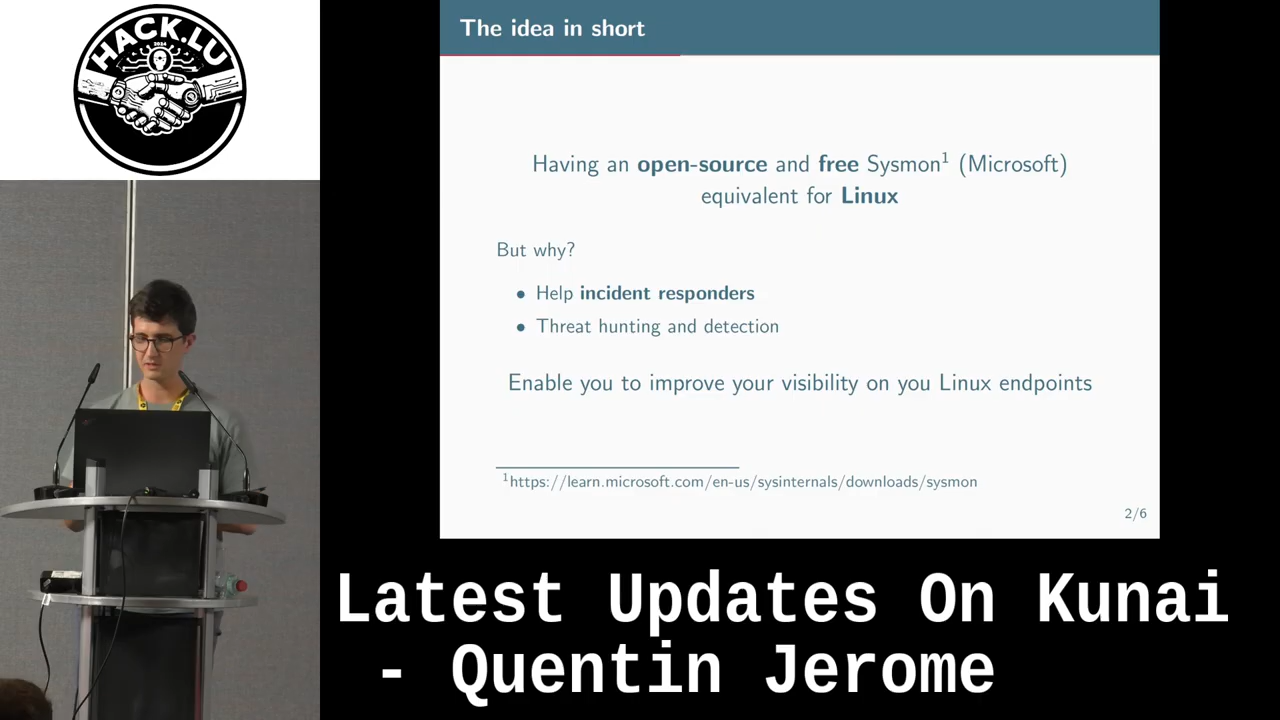 HACK.LU
2024
The idea in short
Having an open-source and free Sysmon¹ (Microsoft)
equivalent for Linux
But why?
• Help incident responders
• Threat hunting and detection
Enable you to improve your visibility on you Linux endpoints
¹https://learn.microsoft.com/en-us/sysinternals/downloads/sysmon
2/6
Latest Updates On Kunai
- Quentin Jerome